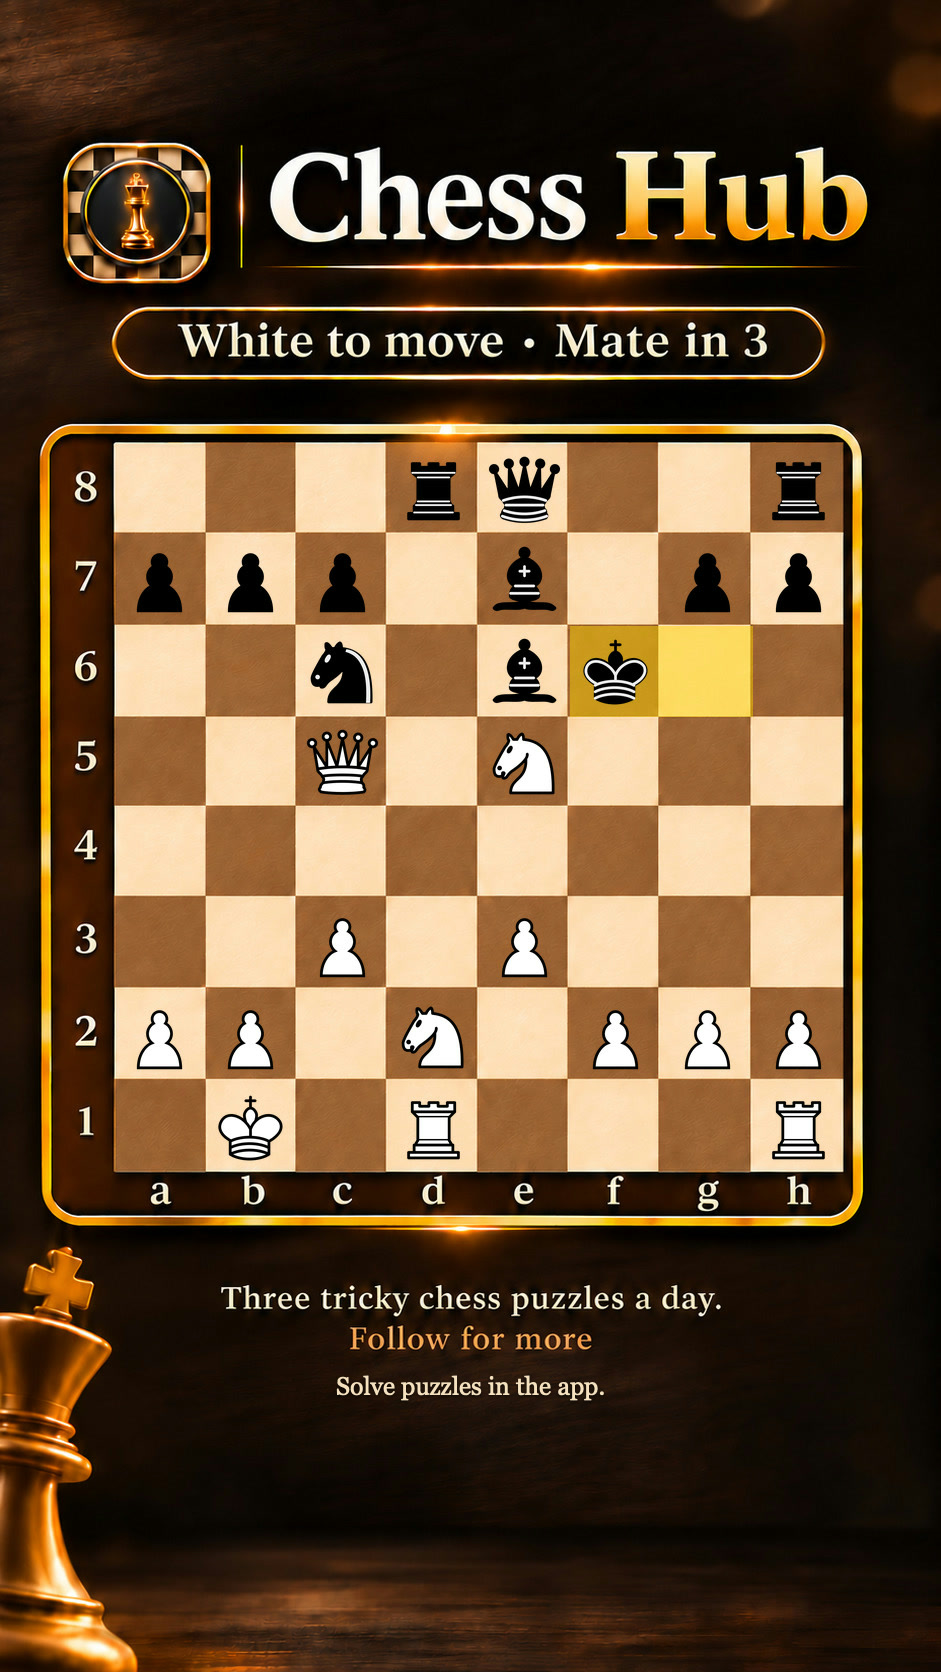 Chess Hub
White to move • Mate in 3
8
7
6
5
4
3
2
1
a b c d e f g h
Three tricky chess puzzles a day.
Follow for more
Solve puzzles in the app.